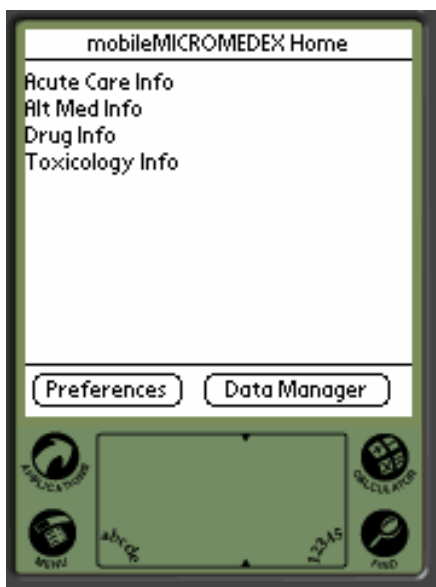 mobileMICROMEDEX Home
Acute Care Info
Alt Med Info
Drug Info
Toxicology Info
Preferences Data Manager
APPLICATIONS CALCULATOR
abcde 12345
MENU FIND